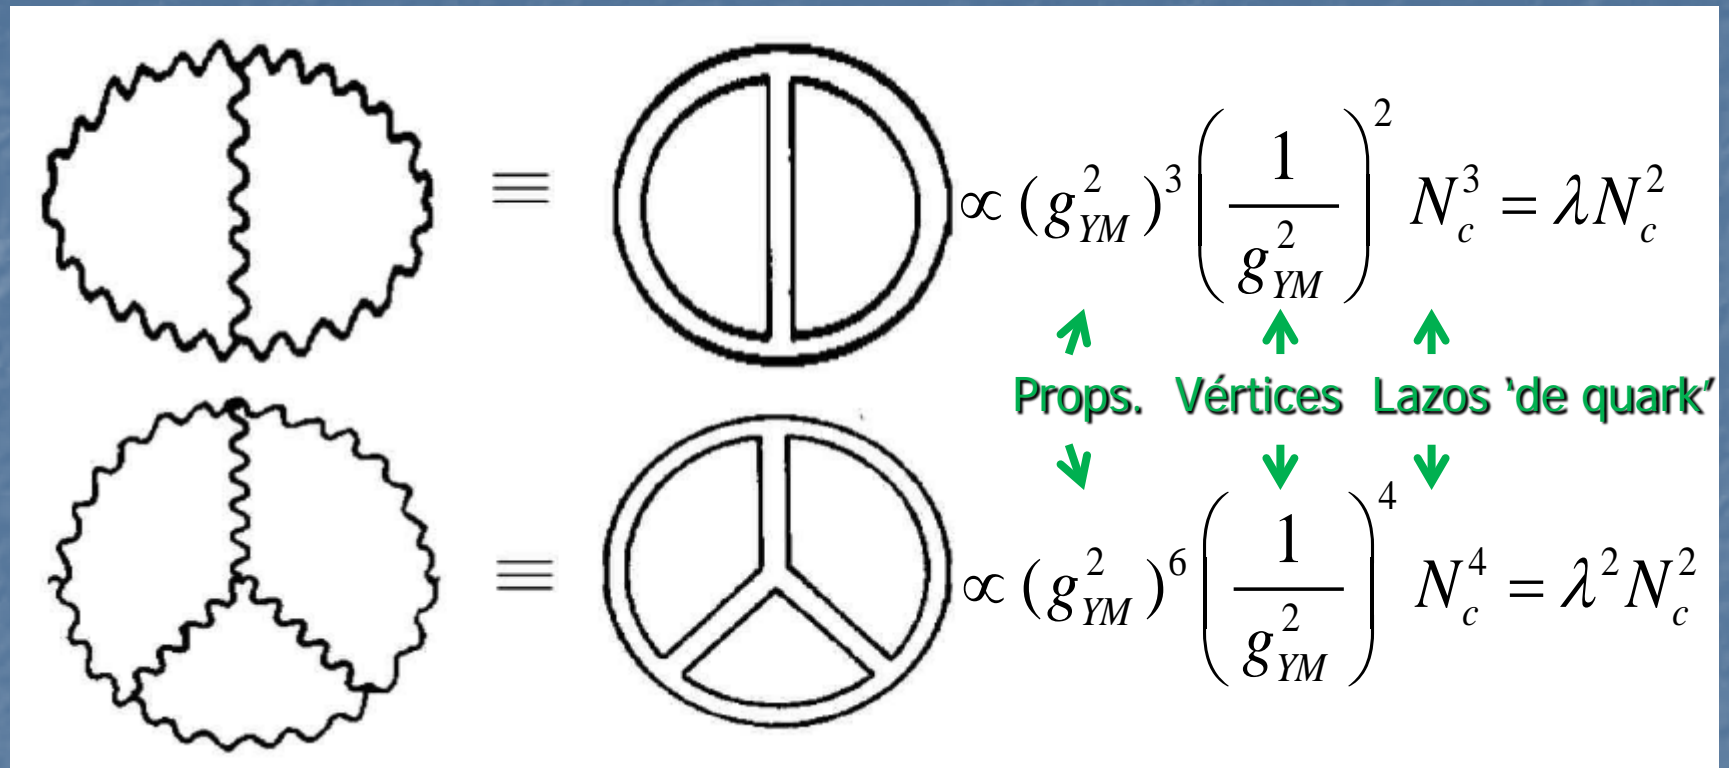 ≡ ∝ (g²_YM)³ (1/g²_YM)² N_c³ = λN_c²
Props. Vértices Lazos 'de quark'
≡ ∝ (g²_YM)⁶ (1/g²_YM)⁴ N_c⁴ = λ²N_c²